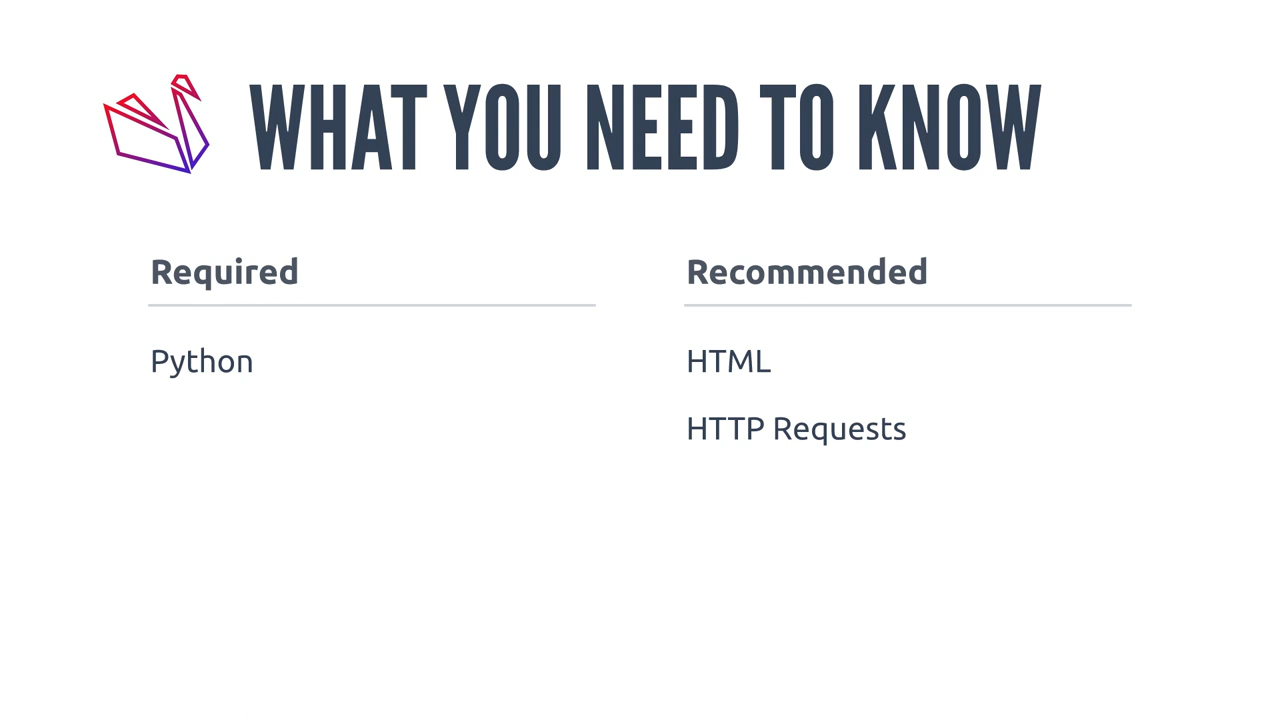 WHAT YOU NEED TO KNOW
Required
Python
Recommended
HTML
HTTP Requests